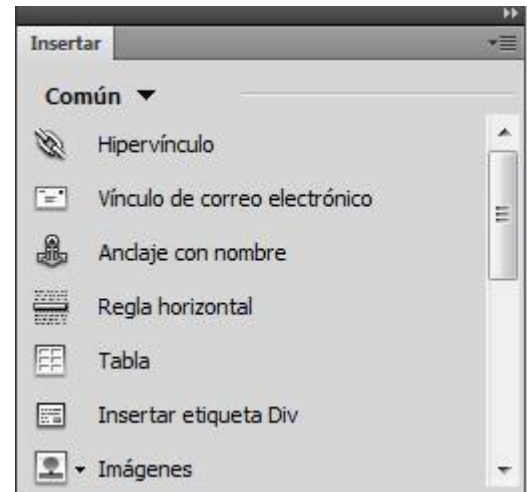 Insertar
Común
Hipervínculo
Vínculo de correo electrónico
Anclaje con nombre
Regla horizontal
Tabla
Insertar etiqueta Div
Imágenes